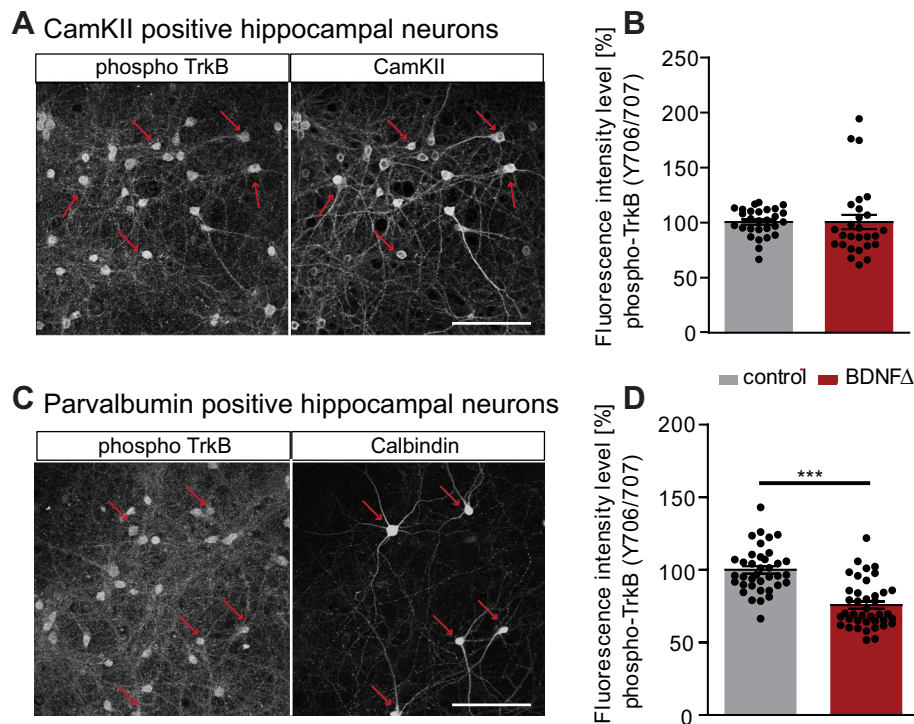 A CamKII positive hippocampal neurons
phospho TrkB
CamKII
B
Fluorescence intensity level [%]
phospho-TrkB (Y706/707)
250
200
150
100
50
0
control
BDNFΔ
C Parvalbumin positive hippocampal neurons
phospho TrkB
Calbindin
D
Fluorescence intensity level [%]
phospho-TrkB (Y706/707)
200
150
100
50
0
***